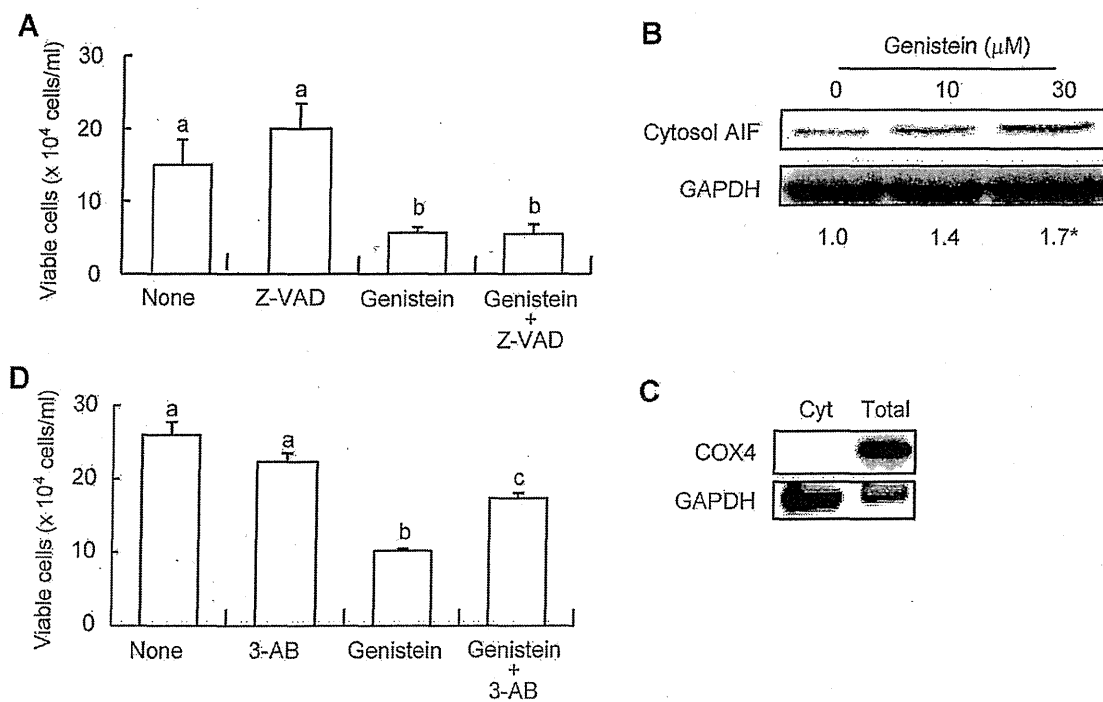 A
Viable cells (x 10⁴ cells/ml)
30
20
10
0
a
a
b
b
None
Z-VAD
Genistein
Genistein
+
Z-VAD
B
Genistein (μM)
0
10
30
Cytosol AIF
GAPDH
1.0
1.4
1.7*
D
Viable cells (x 10⁴ cells/ml)
30
20
10
0
a
a
b
c
None
3-AB
Genistein
Genistein
+
3-AB
C
Cyt
Total
COX4
GAPDH